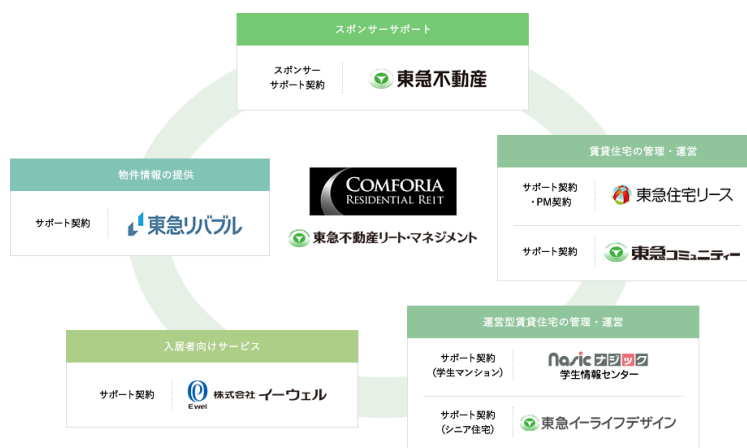 スポンサーサポート
スポンサー
サポート契約
東急不動産
物件情報の提供
サポート契約
東急リバブル
COMFORIA
RESIDENTIAL REIT
東急不動産リート・マネジメント
賃貸住宅の管理・運営
サポート契約
・PM契約
東急住宅リース
サポート契約
東急コミュニティー
入居者向けサービス
サポート契約
Ewel
株式会社 イーウェル
運営型賃貸住宅の管理・運営
サポート契約
(学生マンション)
Nasic ナジック
学生情報センター
サポート契約
(シニア住宅)
東急イーライフデザイン